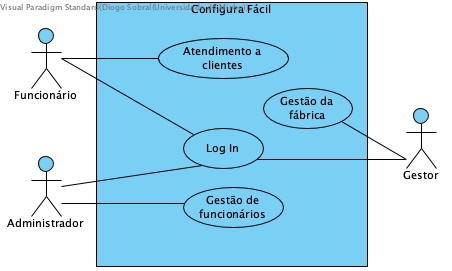 Visual Paradigm Standard(Diogo Sobral(Universidade
Configura Fácil
Atendimento a
clientes
Funcionário
Gestão da
fábrica
Log In
Gestor
Gestão de
funcionários
Administrador